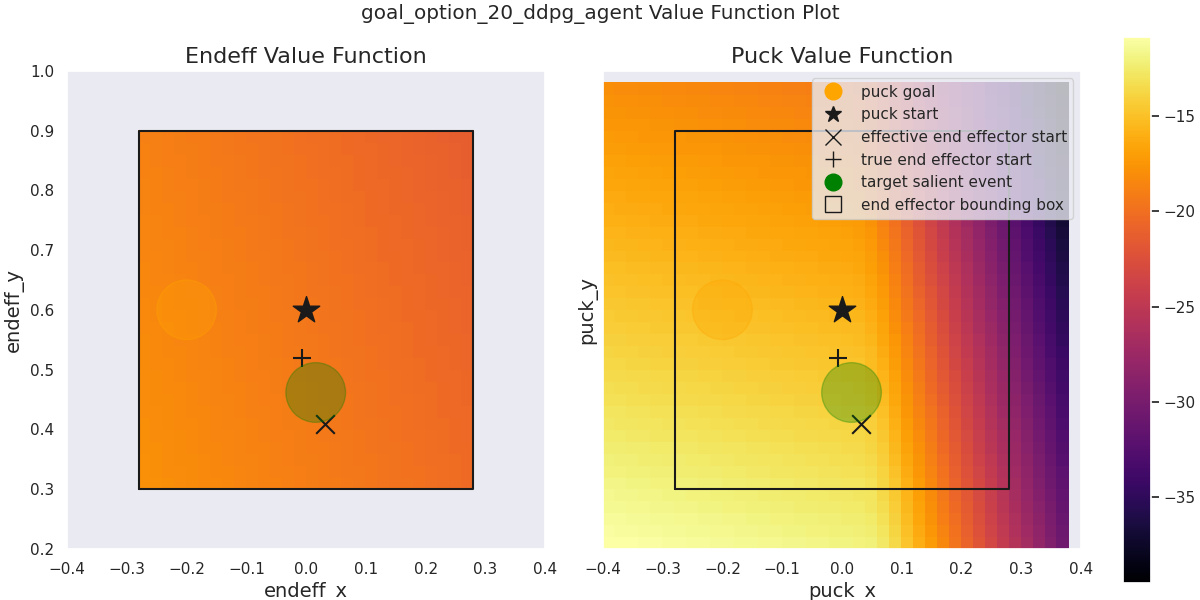 goal_option_20_ddpg_agent Value Function Plot
Endeff Value Function
Puck Value Function
1.0
0.9
0.8
0.7
0.6
0.5
0.4
0.3
0.2
endeff_y
−0.4 −0.3 −0.2 −0.1 0.0 0.1 0.2 0.3 0.4
endeff_x
puck_y
puck goal
puck start
effective end effector start
true end effector start
target salient event
end effector bounding box
−0.4 −0.3 −0.2 −0.1 0.0 0.1 0.2 0.3 0.4
puck_x
−15
−20
−25
−30
−35